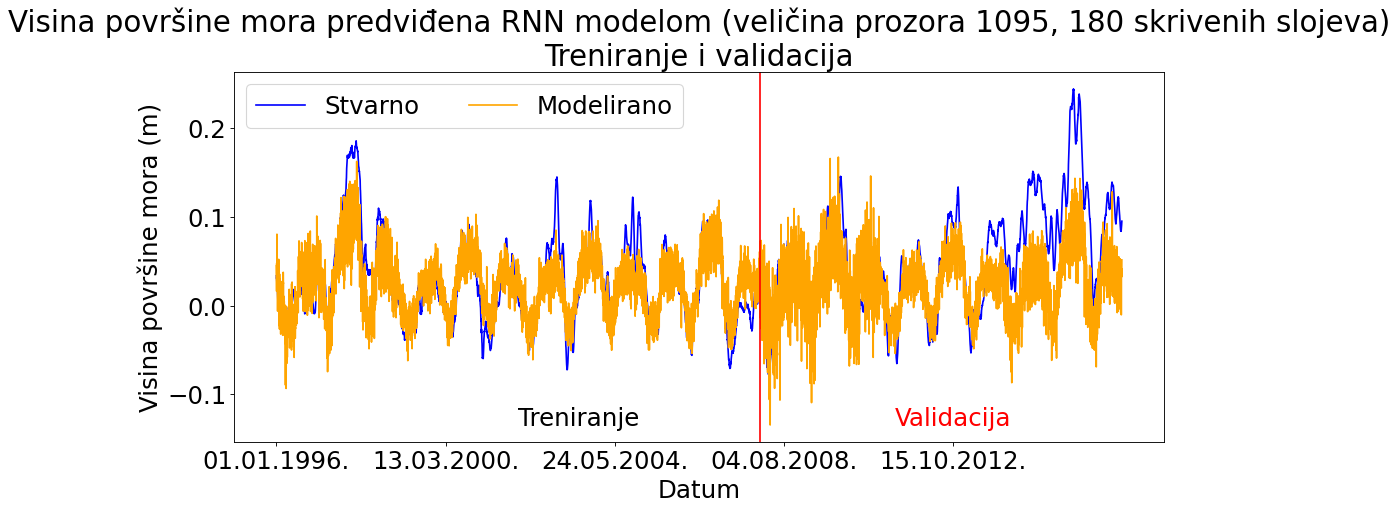 Visina površine mora predviđena RNN modelom (veličina prozora 1095, 180 skrivenih slojeva)
Treniranje i validacija
Stvarno
Modelirano
Visina površine mora (m)
0.2
0.1
0.0
−0.1
Treniranje
Validacija
01.01.1996.
13.03.2000.
24.05.2004.
04.08.2008.
15.10.2012.
Datum